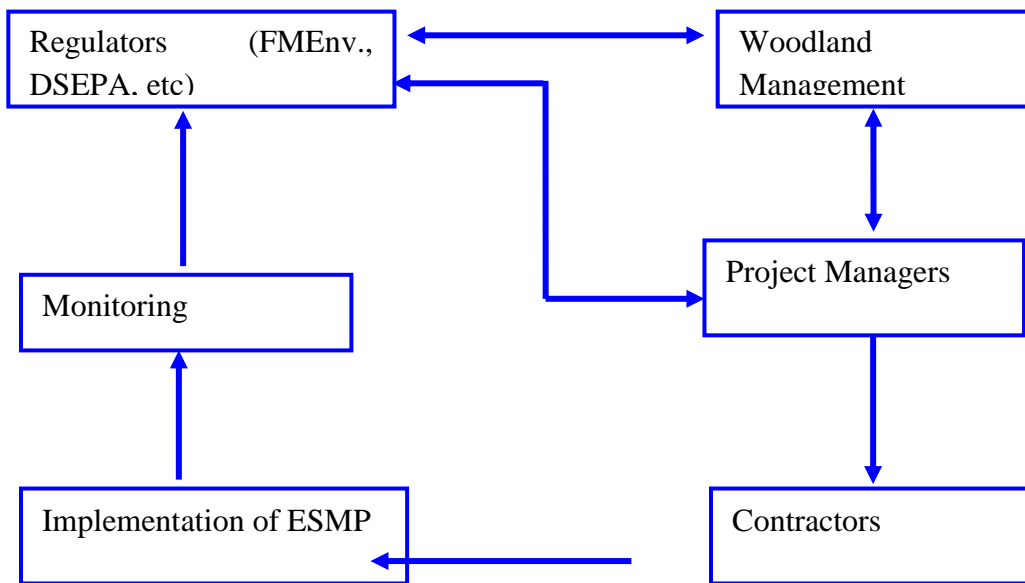 Regulators (FMEnv.,
DSEPA, etc)
Woodland
Management
Project Managers
Monitoring
Implementation of ESMP
Contractors